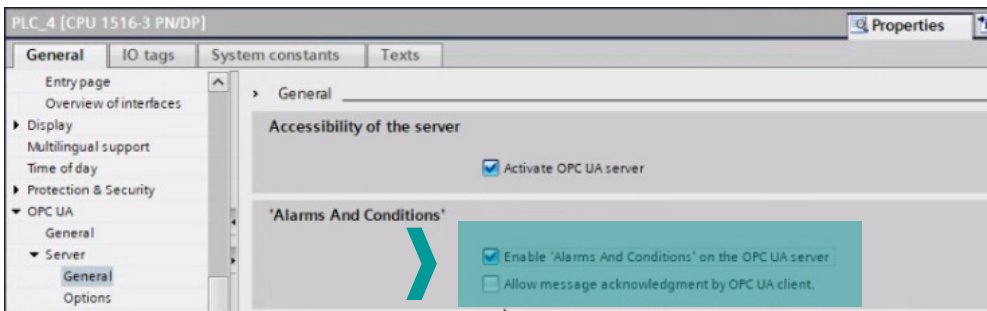 PLC_4 [CPU 1516-3 PN/DP]
Properties
General IO tags System constants Texts
Entry page
Overview of interfaces
Display
Multilingual support
Time of day
Protection & Security
OPC UA
General
Server
General
Options
General
Accessibility of the server
Activate OPC UA server
'Alarms And Conditions'
Enable 'Alarms And Conditions' on the OPC UA server
Allow message acknowledgment by OPC UA client.